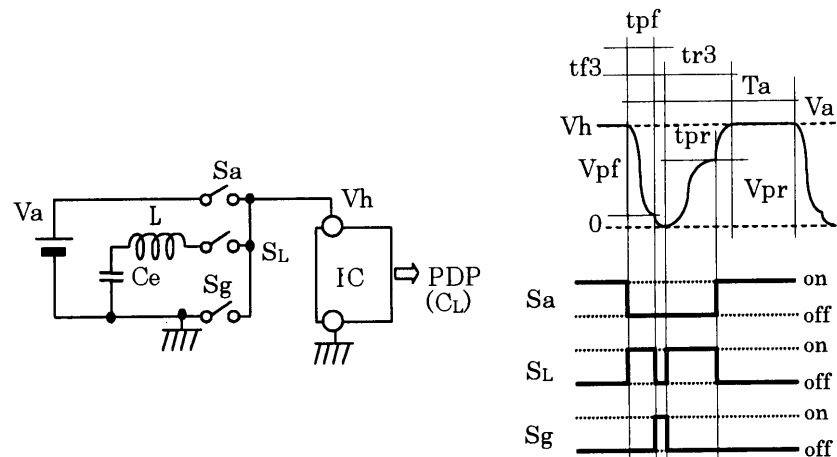 Va
L
Ce
Sa
SL
Sg
Vh
IC
PDP
(CL)
tpf
tf3
tr3
Ta
Va
Vh
tpr
Vpf
Vpr
0
Sa
on
off
SL
on
off
Sg
on
off